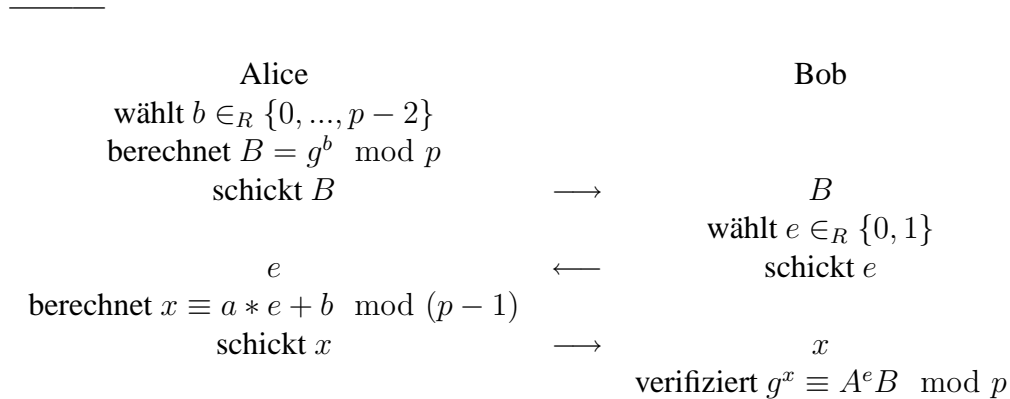 Alice Bob
wählt b ∈_R {0, ..., p − 2}
berechnet B = g^b mod p
schickt B ⟶ B
wählt e ∈_R {0, 1}
e ⟵ schickt e
berechnet x ≡ a ∗ e + b mod (p − 1)
schickt x ⟶ x
verifiziert g^x ≡ A^e B mod p